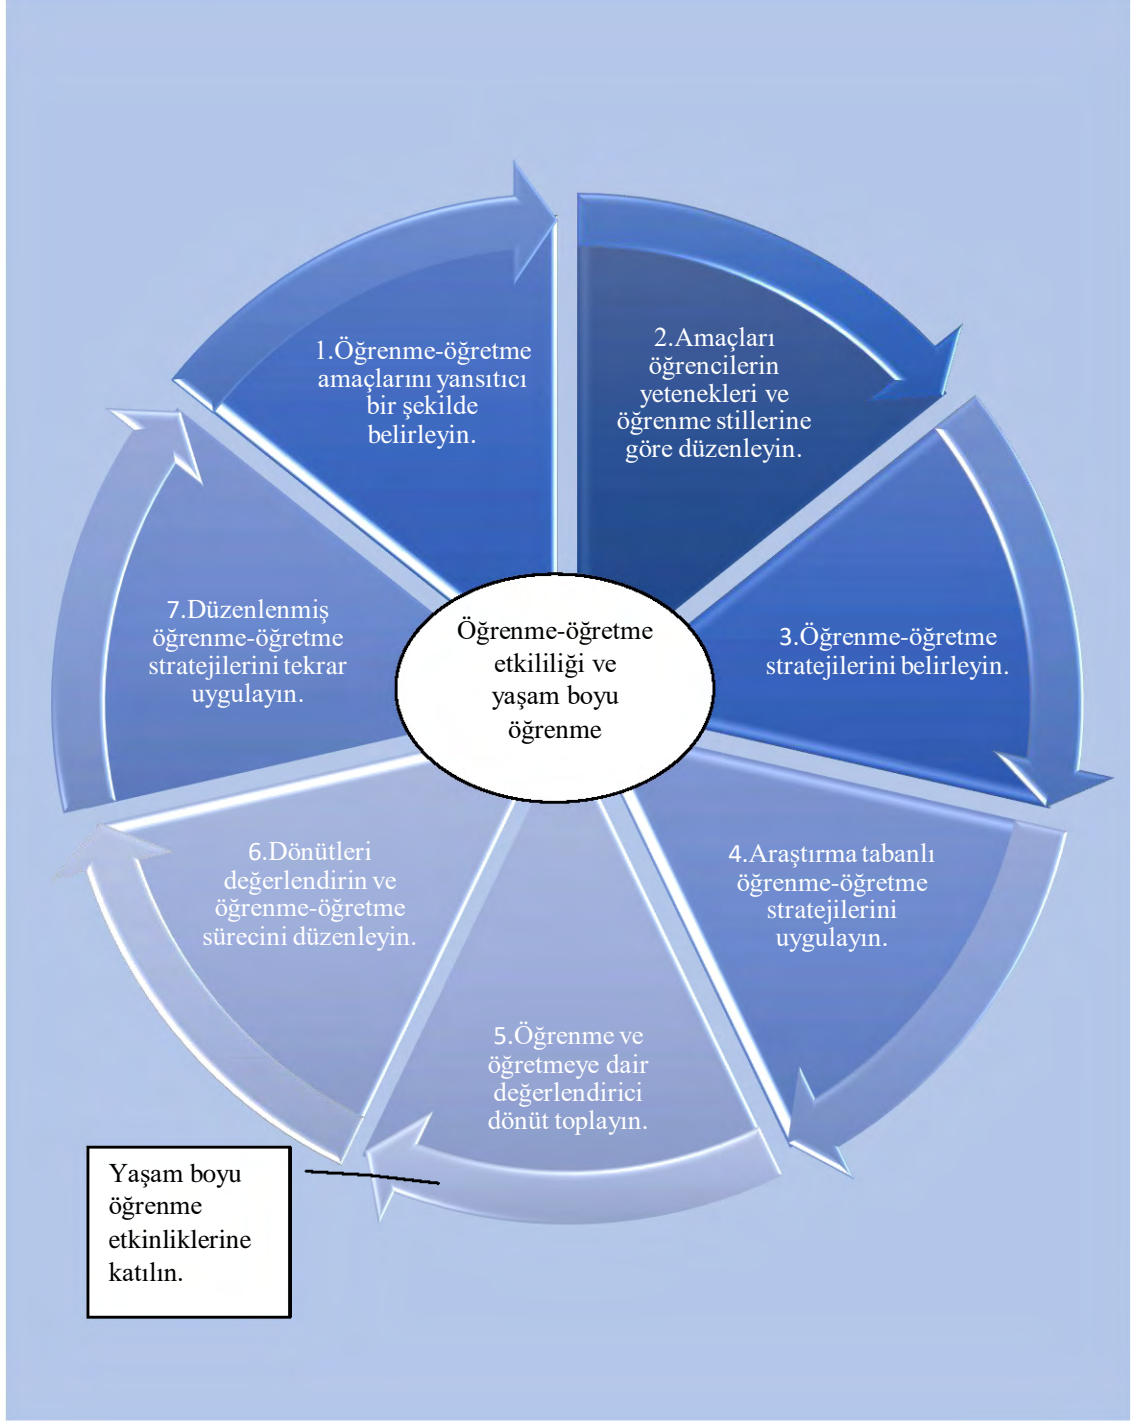 1.Öğrenme-öğretme
amaçlarını yansıtıcı
bir şekilde
belirleyin.
2.Amaçları
öğrencilerin
yetenekleri ve
öğrenme stillerine
göre düzenleyin.
3.Öğrenme-öğretme
stratejilerini belirleyin.
4.Araştırma tabanlı
öğrenme-öğretme
stratejilerini
uygulayın.
5.Öğrenme ve
öğretmeye dair
değerlendirici
dönüt toplayın.
6.Dönütleri
değerlendirin ve
öğrenme-öğretme
sürecini düzenleyin.
7.Düzenlenmiş
öğrenme-öğretme
stratejilerini tekrar
uygulayın.
Öğrenme-öğretme
etkililiği ve
yaşam boyu
öğrenme
Yaşam boyu
öğrenme
etkinliklerine
katılın.